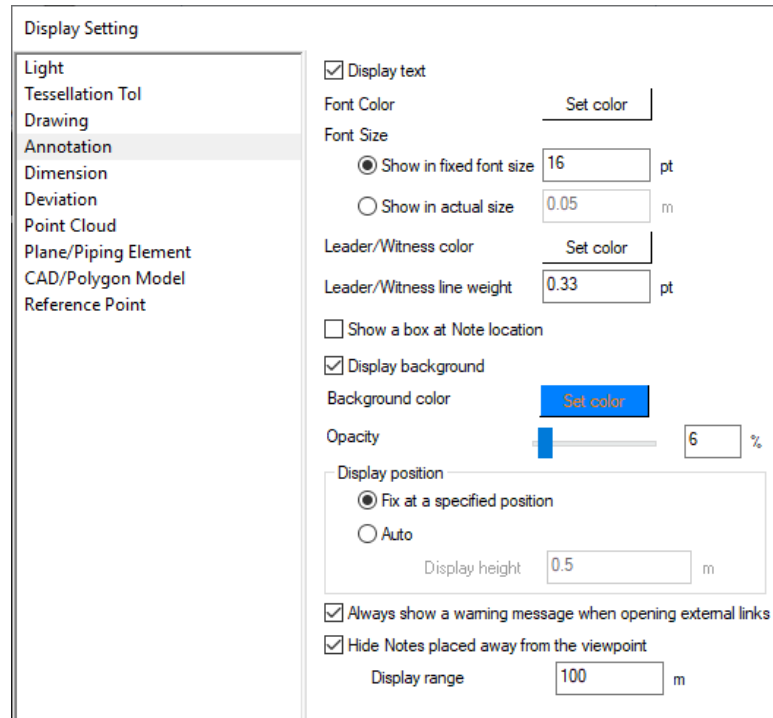 Display Setting
Light
Tessellation Tol
Drawing
Annotation
Dimension
Deviation
Point Cloud
Plane/Piping Element
CAD/Polygon Model
Reference Point
Display text
Font Color Set color
Font Size
Show in fixed font size 16 pt
Show in actual size 0.05 m
Leader/Witness color Set color
Leader/Witness line weight 0.33 pt
Show a box at Note location
Display background
Background color Set color
Opacity 6 %
Display position
Fix at a specified position
Auto
Display height 0.5 m
Always show a warning message when opening external links
Hide Notes placed away from the viewpoint
Display range 100 m